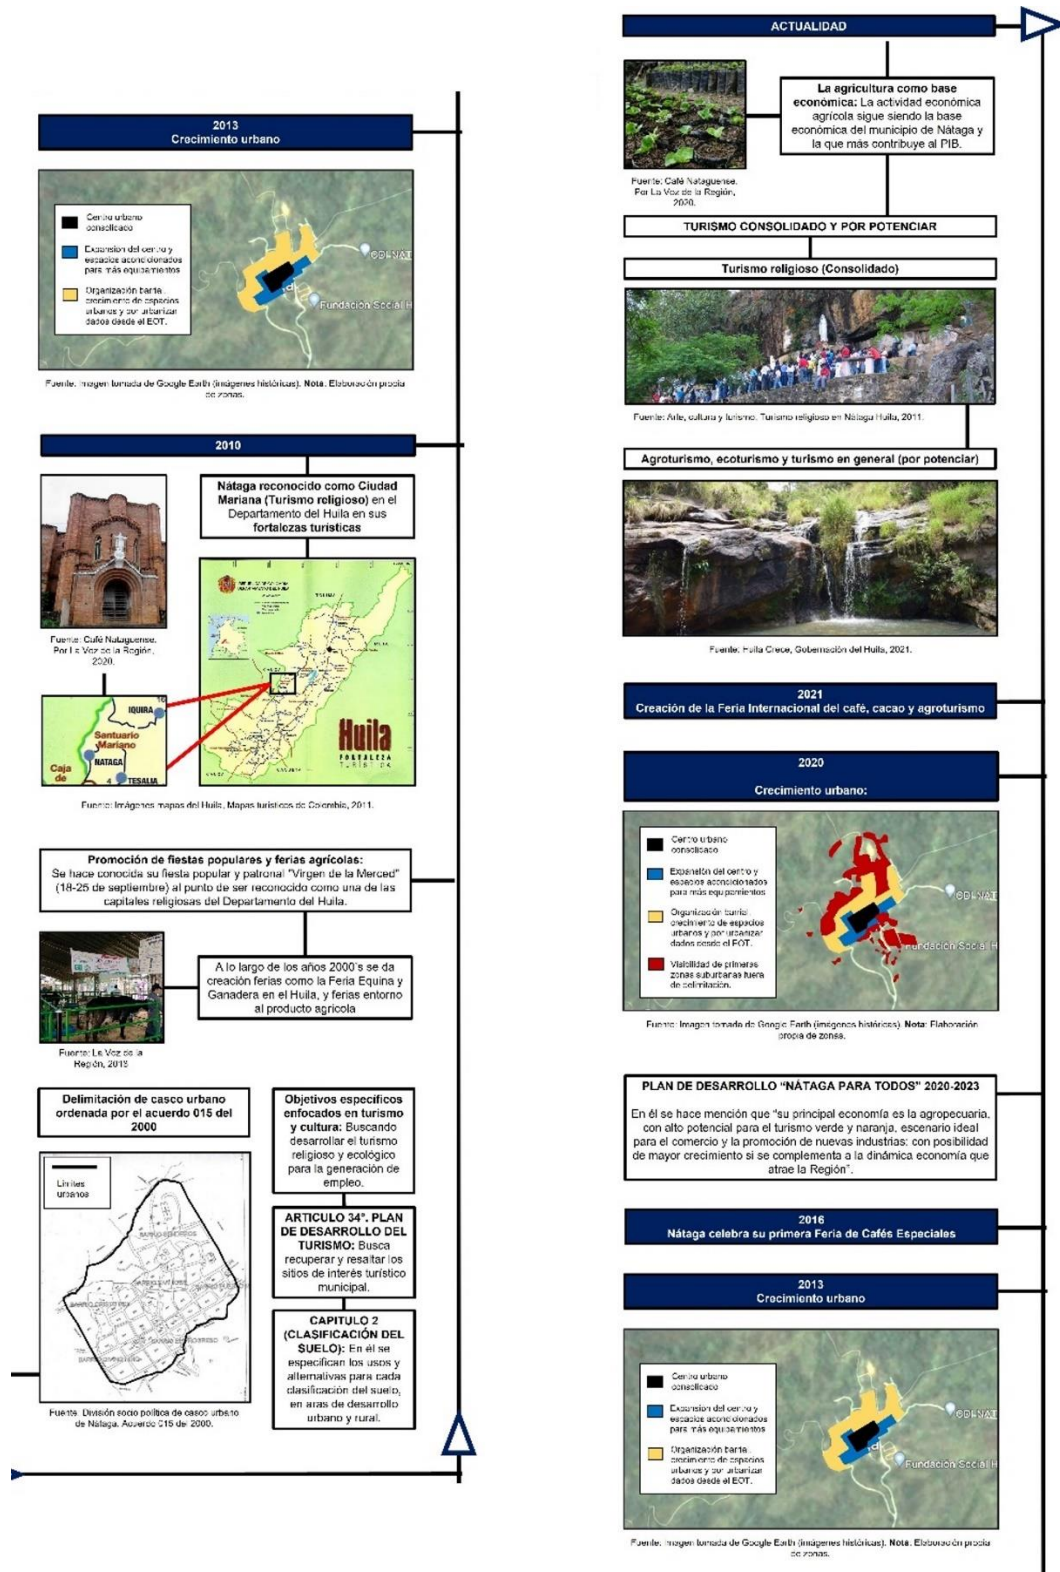 2013
Crecimiento urbano
Centro urbano
consolidado
Expansion del centro y
espacios acondicionados
para más equipamientos
Organización barrial,
crecimiento de espacios
urbanos y por urbanizar
dados desde el EOT.
CDI-NAT
Fundación Social H
Fuente: Imagen tomada de Google Earth (imágenes históricas). Nota: Elaboración propia
de zonas.
2010
Nátaga reconocido como Ciudad
Mariana (Turismo religioso) en el
Departamento del Huila en sus
fortalezas turísticas
Fuente: Café Nataguense.
Por La Voz de la Región,
2020.
IQUIRA
Santuario
Mariano
NATAGA
Caja de
4
TESALIA
Huila
FORTALEZA
TURÍSTICA
Fuente: Imágenes mapas del Huila, Mapas turísticos de Colombia, 2011.
Promoción de fiestas populares y ferias agrícolas:
Se hace conocida su fiesta popular y patronal "Virgen de la Merced"
(18-25 de septiembre) al punto de ser reconocido como una de las
capitales religiosas del Departamento del Huila.
A lo largo de los años 2000's se da
creación ferias como la Feria Equina y
Ganadera en el Huila, y ferias entorno
al producto agrícola
Fuente: La Voz de la
Región, 2018
Delimitación de casco urbano
ordenada por el acuerdo 015 del
2000
Límites
urbanos
Fuente: División socio política de casco urbano
de Nátaga. Acuerdo 015 del 2000.
Objetivos específicos
enfocados en turismo
y cultura: Buscando
desarrollar el turismo
religioso y ecológico
para la generación de
empleo.
ARTICULO 34°. PLAN
DE DESARROLLO DEL
TURISMO: Busca
recuperar y resaltar los
sitios de interés turístico
municipal.
CAPITULO 2
(CLASIFICACIÓN DEL
SUELO): En él se
especifican los usos y
alternativas para cada
clasificación del suelo,
en aras de desarrollo
urbano y rural.
ACTUALIDAD
La agricultura como base
económica: La actividad económica
agrícola sigue siendo la base
económica del municipio de Nátaga y
la que más contribuye al PIB.
Fuente: Café Nataguense.
Por La Voz de la Región,
2020.
TURISMO CONSOLIDADO Y POR POTENCIAR
Turismo religioso (Consolidado)
Fuente: Arte, cultura y turismo. Turismo religioso en Nátaga Huila, 2011.
Agroturismo, ecoturismo y turismo en general (por potenciar)
Fuente: Huila Crece, Gobernación del Huila, 2021.
2021
Creación de la Feria Internacional del café, cacao y agroturismo
2020
Crecimiento urbano:
Centro urbano
consolidado
Expansión del centro y
espacios acondicionados
para más equipamientos
Organización barrial,
crecimiento de espacios
urbanos y por urbanizar
dados desde el EOT.
Visibilidad de primeras
zonas suburbanas fuera
de delimitación.
CDI-NAT
Fundación Social H
Fuente: Imagen tomada de Google Earth (imágenes históricas). Nota: Elaboración
propia de zonas.
PLAN DE DESARROLLO "NÁTAGA PARA TODOS" 2020-2023
En él se hace mención que "su principal economía es la agropecuaria,
con alto potencial para el turismo verde y naranja, escenario ideal
para el comercio y la promoción de nuevas industrias; con posibilidad
de mayor crecimiento si se complementa a la dinámica economía que
atrae la Región".
2016
Nátaga celebra su primera Feria de Cafés Especiales
2013
Crecimiento urbano
Centro urbano
consolidado
Expansion del centro y
espacios acondicionados
para más equipamientos
Organización barrial,
crecimiento de espacios
urbanos y por urbanizar
dados desde el EOT.
CDI-NAT
Fundación Social H
Fuente: Imagen tomada de Google Earth (imágenes históricas). Nota: Elaboración propia
de zonas.